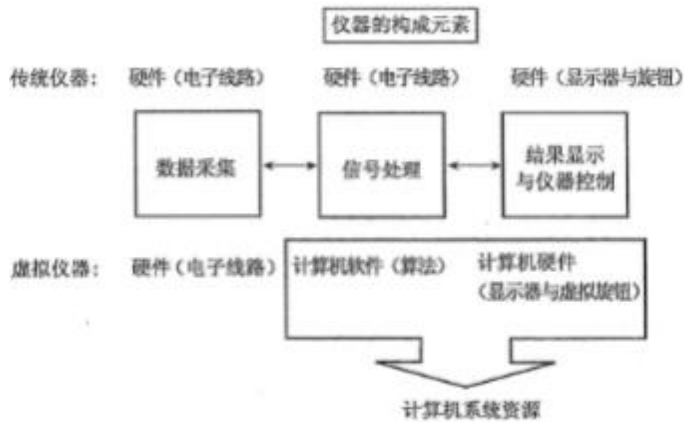 仪器的构成元素
传统仪器: 硬件（电子线路） 硬件（电子线路） 硬件（显示器与旋钮）
数据采集 信号处理 结果显示
与仪器控制
虚拟仪器: 硬件（电子线路） 计算机软件（算法） 计算机硬件
（显示器与虚拟旋钮）
计算机系统资源